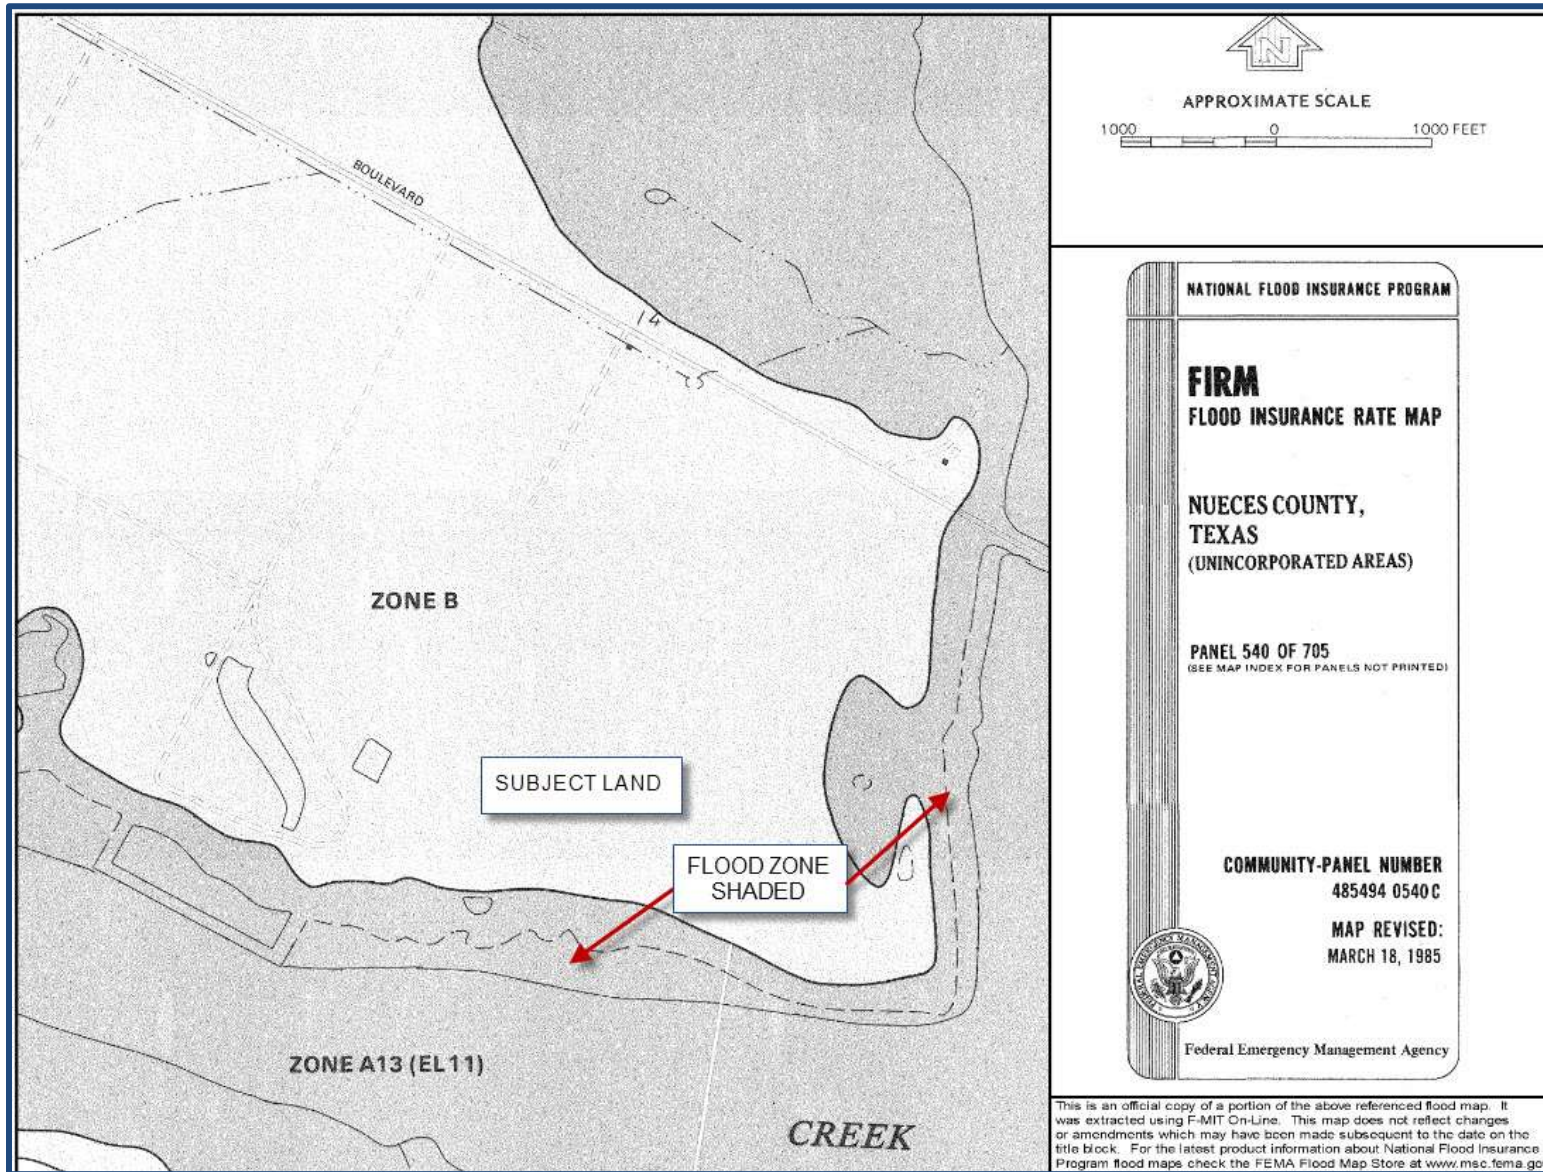 BOULEVARD
14
ZONE B
SUBJECT LAND
FLOOD ZONE
SHADED
ZONE A13 (EL11)
CREEK
N
APPROXIMATE SCALE
1000 0 1000 FEET
NATIONAL FLOOD INSURANCE PROGRAM
FIRM
FLOOD INSURANCE RATE MAP
NUECES COUNTY,
TEXAS
(UNINCORPORATED AREAS)
PANEL 540 OF 705
(SEE MAP INDEX FOR PANELS NOT PRINTED)
COMMUNITY-PANEL NUMBER
485494 0540 C
MAP REVISED:
MARCH 18, 1985
FEDERAL EMERGENCY MANAGEMENT AGENCY
Federal Emergency Management Agency
This is an official copy of a portion of the above referenced flood map. It
was extracted using F-MIT On-Line. This map does not reflect changes
or amendments which may have been made subsequent to the date on the
title block. For the latest product information about National Flood Insurance
Program flood maps check the FEMA Flood Map Store at www.msc.fema.go